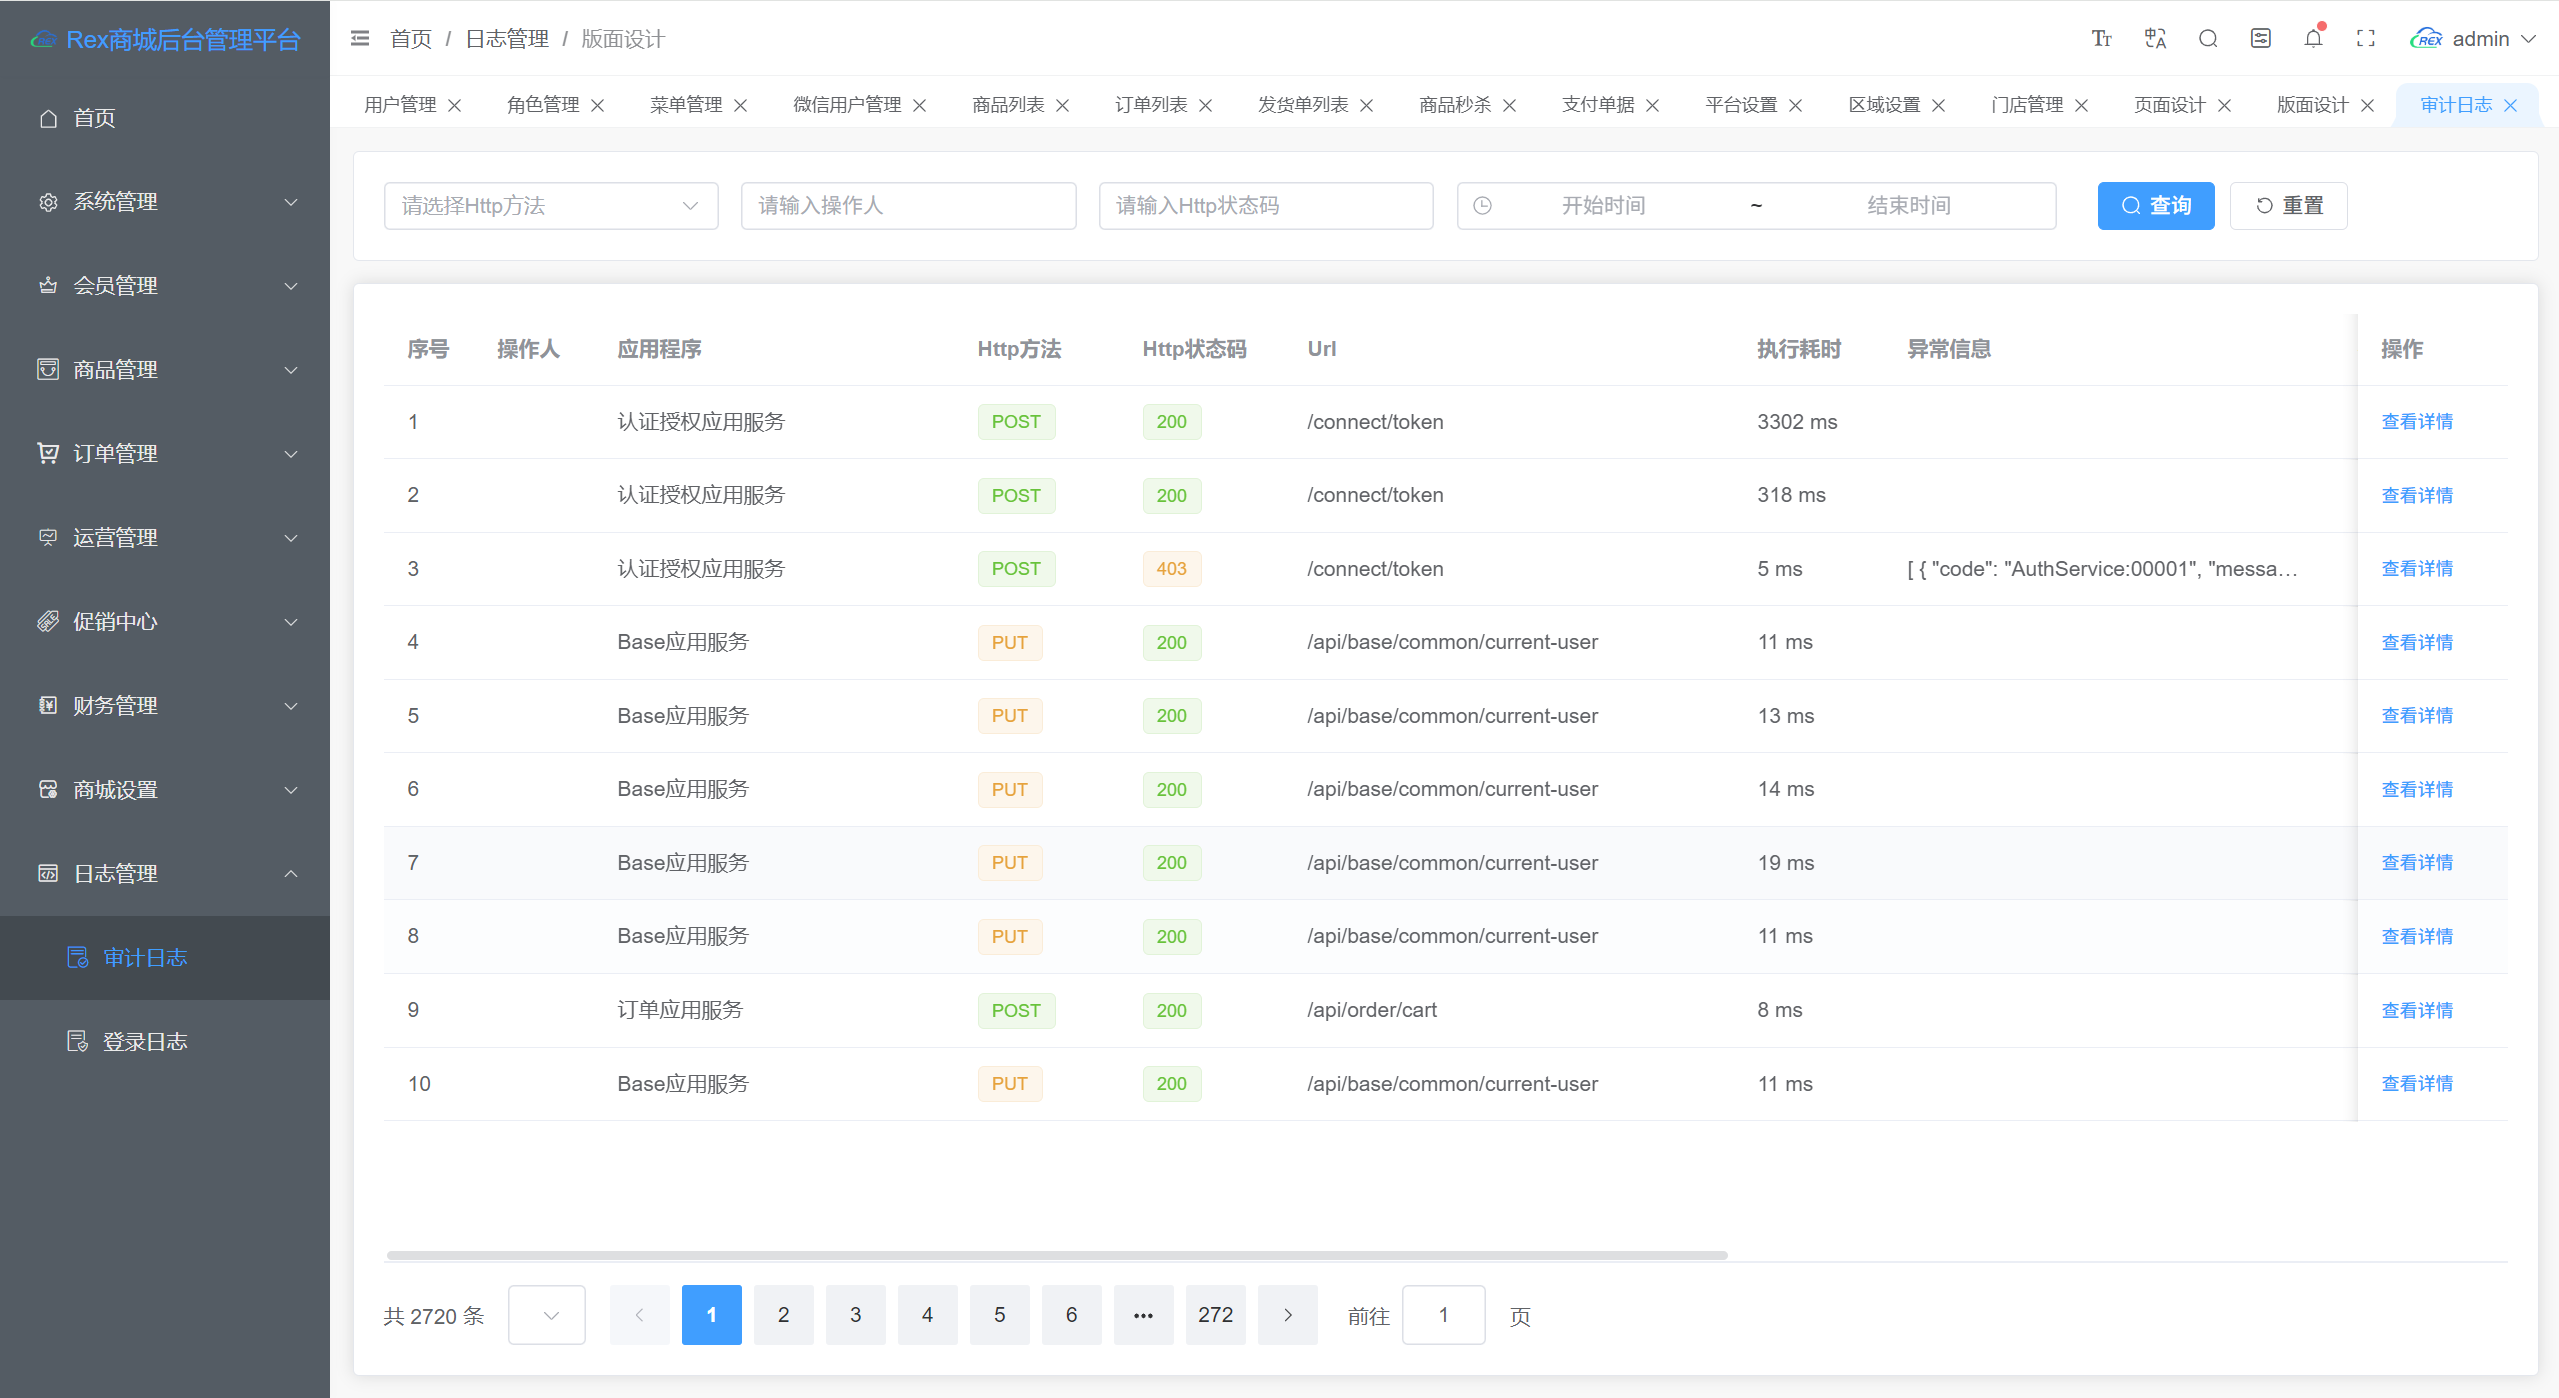 Rex商城后台管理平台
首页 / 日志管理 / 版面设计
admin
用户管理 角色管理 菜单管理 微信用户管理 商品列表 订单列表 发货单列表 商品秒杀 支付单据 平台设置 区域设置 门店管理 页面设计 版面设计 审计日志
首页
系统管理
会员管理
商品管理
订单管理
运营管理
促销中心
财务管理
商城设置
日志管理
审计日志
登录日志
请选择Http方法 请输入操作人 请输入Http状态码 开始时间 ~ 结束时间 查询 重置
序号 操作人 应用程序 Http方法 Http状态码 Url 执行耗时 异常信息 操作
1 认证授权应用服务 POST 200 /connect/token 3302 ms 查看详情
2 认证授权应用服务 POST 200 /connect/token 318 ms 查看详情
3 认证授权应用服务 POST 403 /connect/token 5 ms [ { "code": "AuthService:00001", "messa… 查看详情
4 Base应用服务 PUT 200 /api/base/common/current-user 11 ms 查看详情
5 Base应用服务 PUT 200 /api/base/common/current-user 13 ms 查看详情
6 Base应用服务 PUT 200 /api/base/common/current-user 14 ms 查看详情
7 Base应用服务 PUT 200 /api/base/common/current-user 19 ms 查看详情
8 Base应用服务 PUT 200 /api/base/common/current-user 11 ms 查看详情
9 订单应用服务 POST 200 /api/order/cart 8 ms 查看详情
10 Base应用服务 PUT 200 /api/base/common/current-user 11 ms 查看详情
共 2720 条 1 2 3 4 5 6 ••• 272 前往 1 页